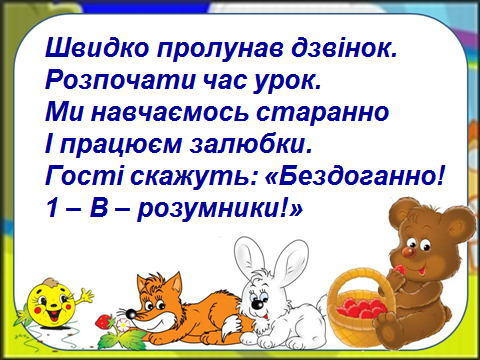 Швидко пролунав дзвінок.
Розпочати час урок.
Ми навчаємось старанно
І працюєм залюбки.
Гості скажуть: «Бездоганно!
1 – В – розумники!»